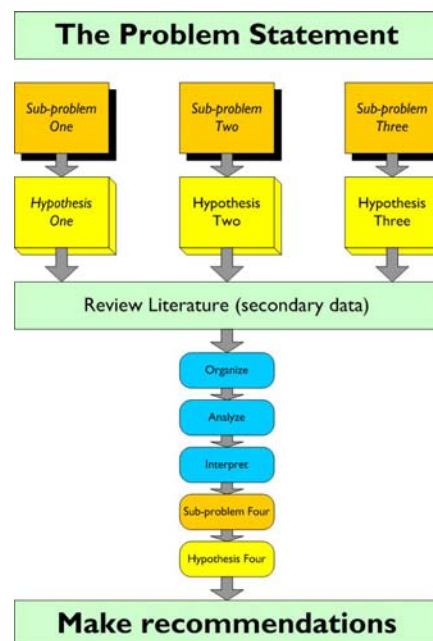 The Problem Statement
Sub-problem
One
Sub-problem
Two
Sub-problem
Three
Hypothesis
One
Hypothesis
Two
Hypothesis
Three
Review Literature (secondary data)
Organize
Analyze
Interpret
Sub-problem Four
Hypothesis Four
Make recommendations